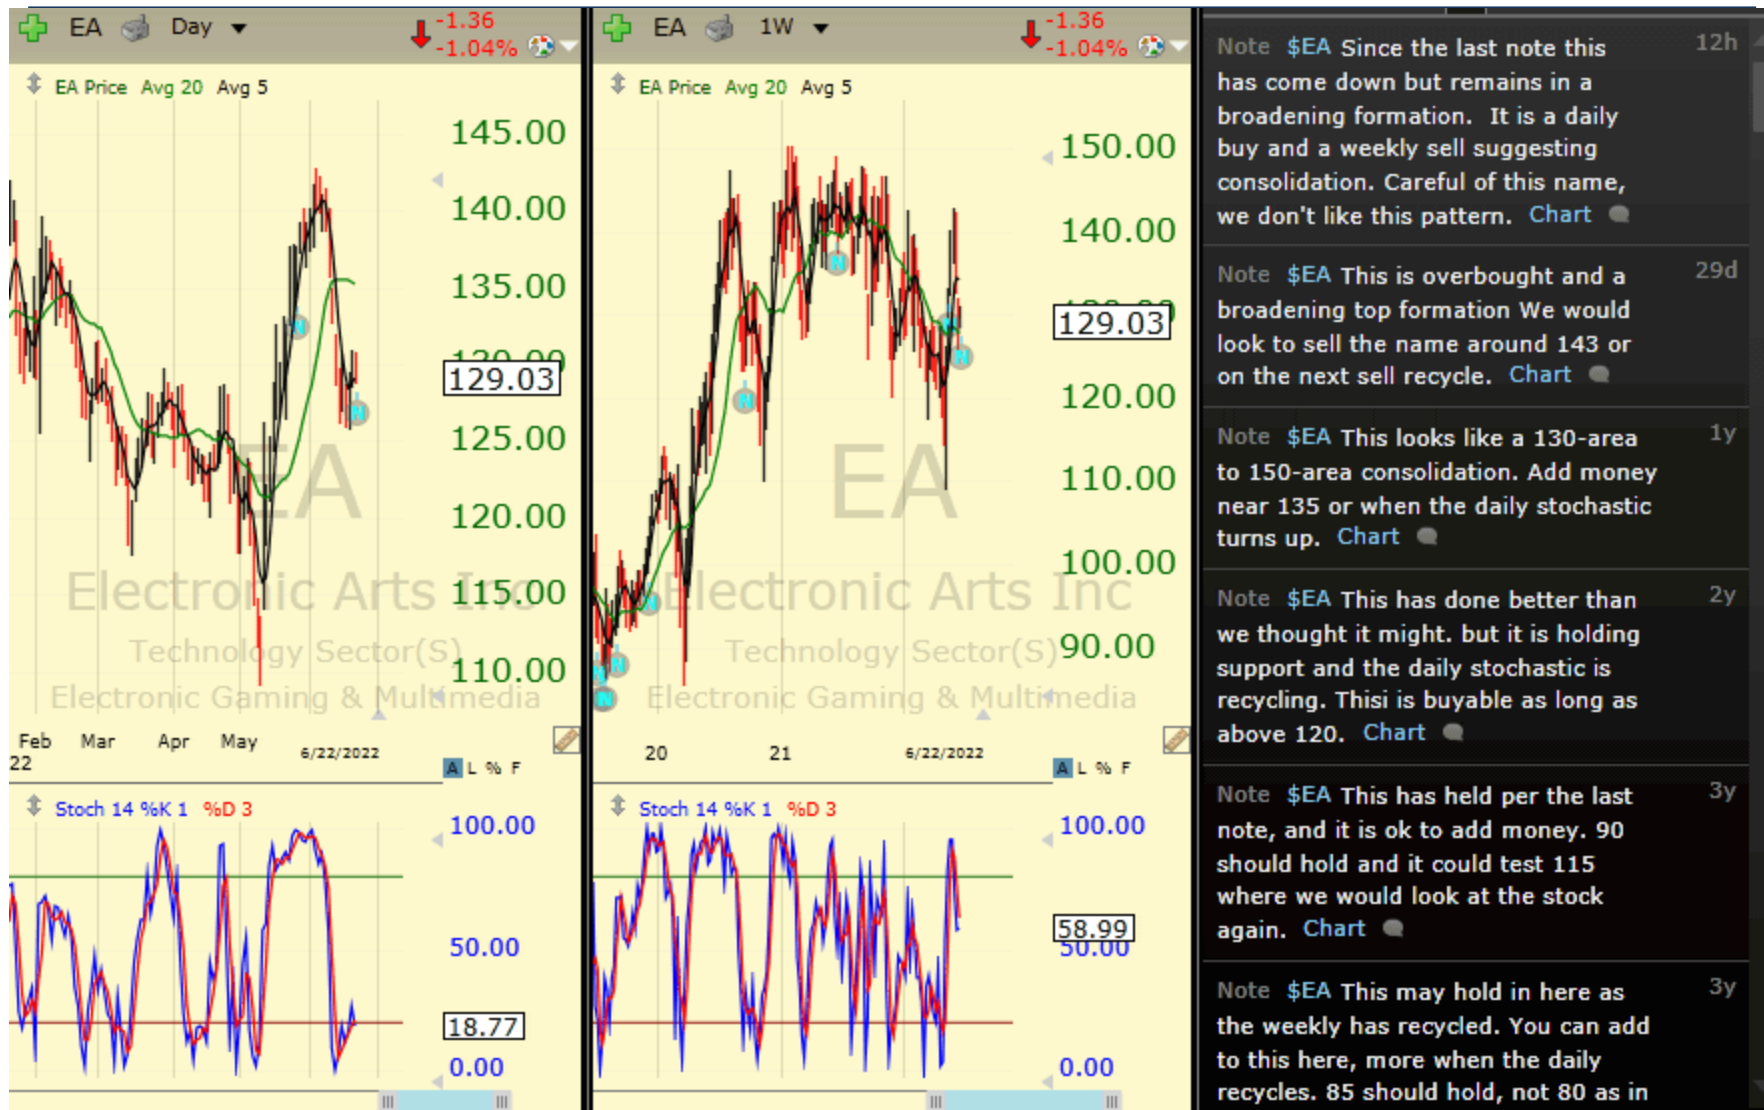 EA Day -1.36
-1.04%
EA Price Avg 20 Avg 5
145.00
140.00
135.00
130.00
129.03
125.00
120.00
115.00
110.00
EA
Electronic Arts Inc
Technology Sector(S)
Electronic Gaming & Multimedia
Feb Mar Apr May 6/22/2022
22
A L % F
Stoch 14 %K 1 %D 3
100.00
50.00
18.77
0.00
EA 1W -1.36
-1.04%
EA Price Avg 20 Avg 5
150.00
140.00
130.00
129.03
120.00
110.00
100.00
90.00
EA
Electronic Arts Inc
Technology Sector(S)
Electronic Gaming & Multimedia
N
N
N
N
N
N
N
N
N
N
20 21 6/22/2022
A L % F
Stoch 14 %K 1 %D 3
100.00
58.99
50.00
0.00
Note $EA Since the last note this 12h
has come down but remains in a
broadening formation. It is a daily
buy and a weekly sell suggesting
consolidation. Careful of this name,
we don't like this pattern. Chart
Note $EA This is overbought and a 29d
broadening top formation We would
look to sell the name around 143 or
on the next sell recycle. Chart
Note $EA This looks like a 130-area 1y
to 150-area consolidation. Add money
near 135 or when the daily stochastic
turns up. Chart
Note $EA This has done better than 2y
we thought it might. but it is holding
support and the daily stochastic is
recycling. Thisi is buyable as long as
above 120. Chart
Note $EA This has held per the last 3y
note, and it is ok to add money. 90
should hold and it could test 115
where we would look at the stock
again. Chart
Note $EA This may hold in here as 3y
the weekly has recycled. You can add
to this here, more when the daily
recycles. 85 should hold, not 80 as in